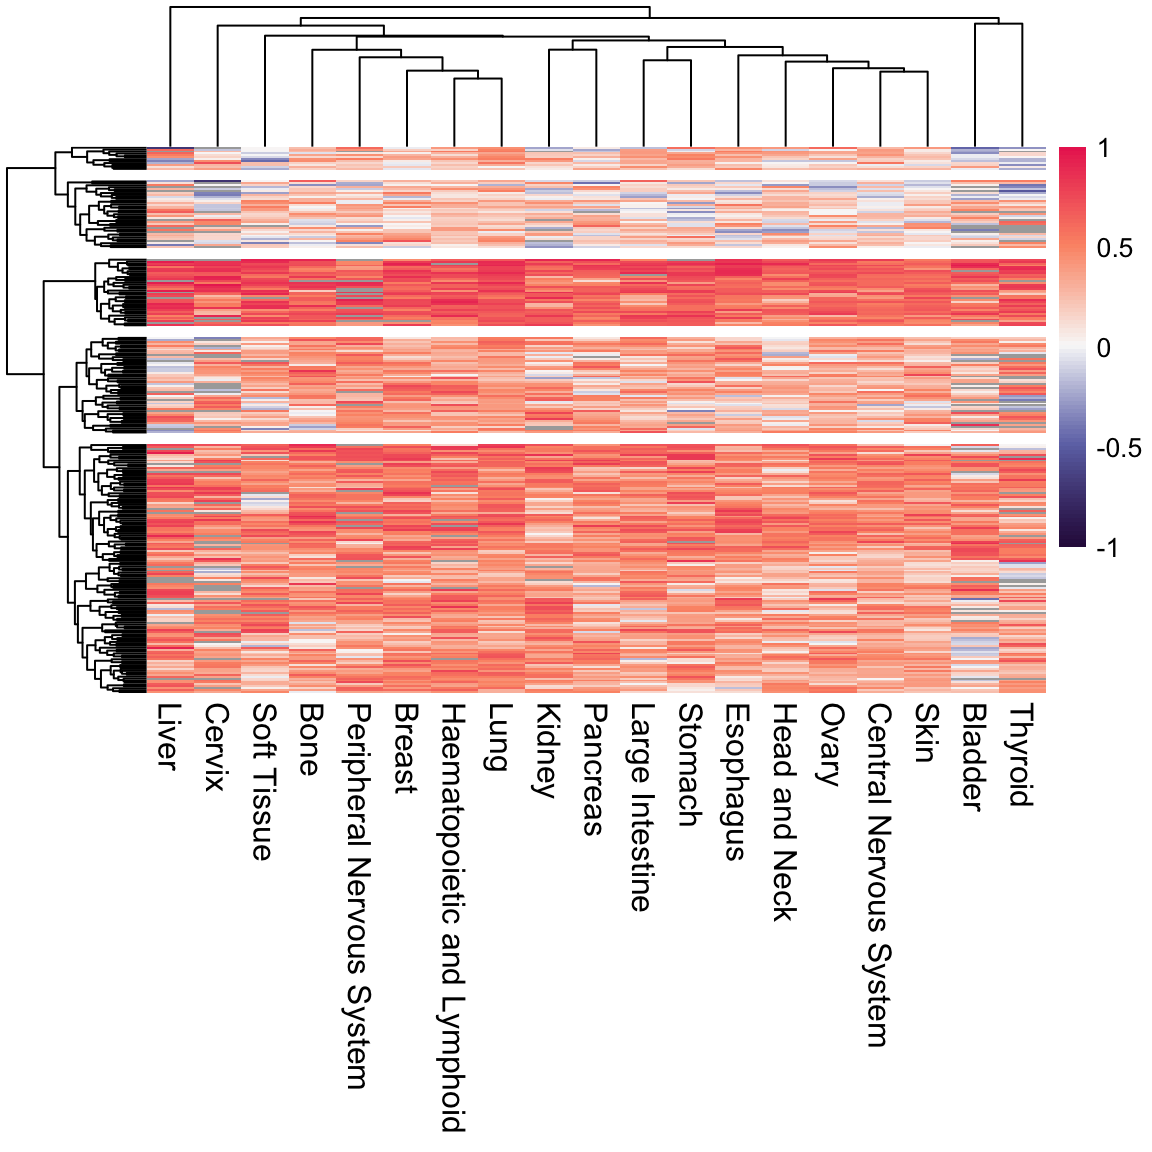 1
0.5
0
-0.5
-1
Liver
Cervix
Soft Tissue
Bone
Peripheral Nervous System
Breast
Haematopoietic and Lymphoid
Lung
Kidney
Pancreas
Large Intestine
Stomach
Esophagus
Head and Neck
Ovary
Central Nervous System
Skin
Bladder
Thyroid